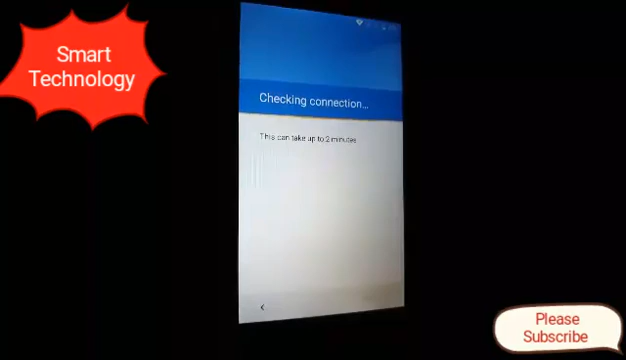 Smart
Technology
Checking connection...
This can take up to 2 minutes
Please
Subscribe